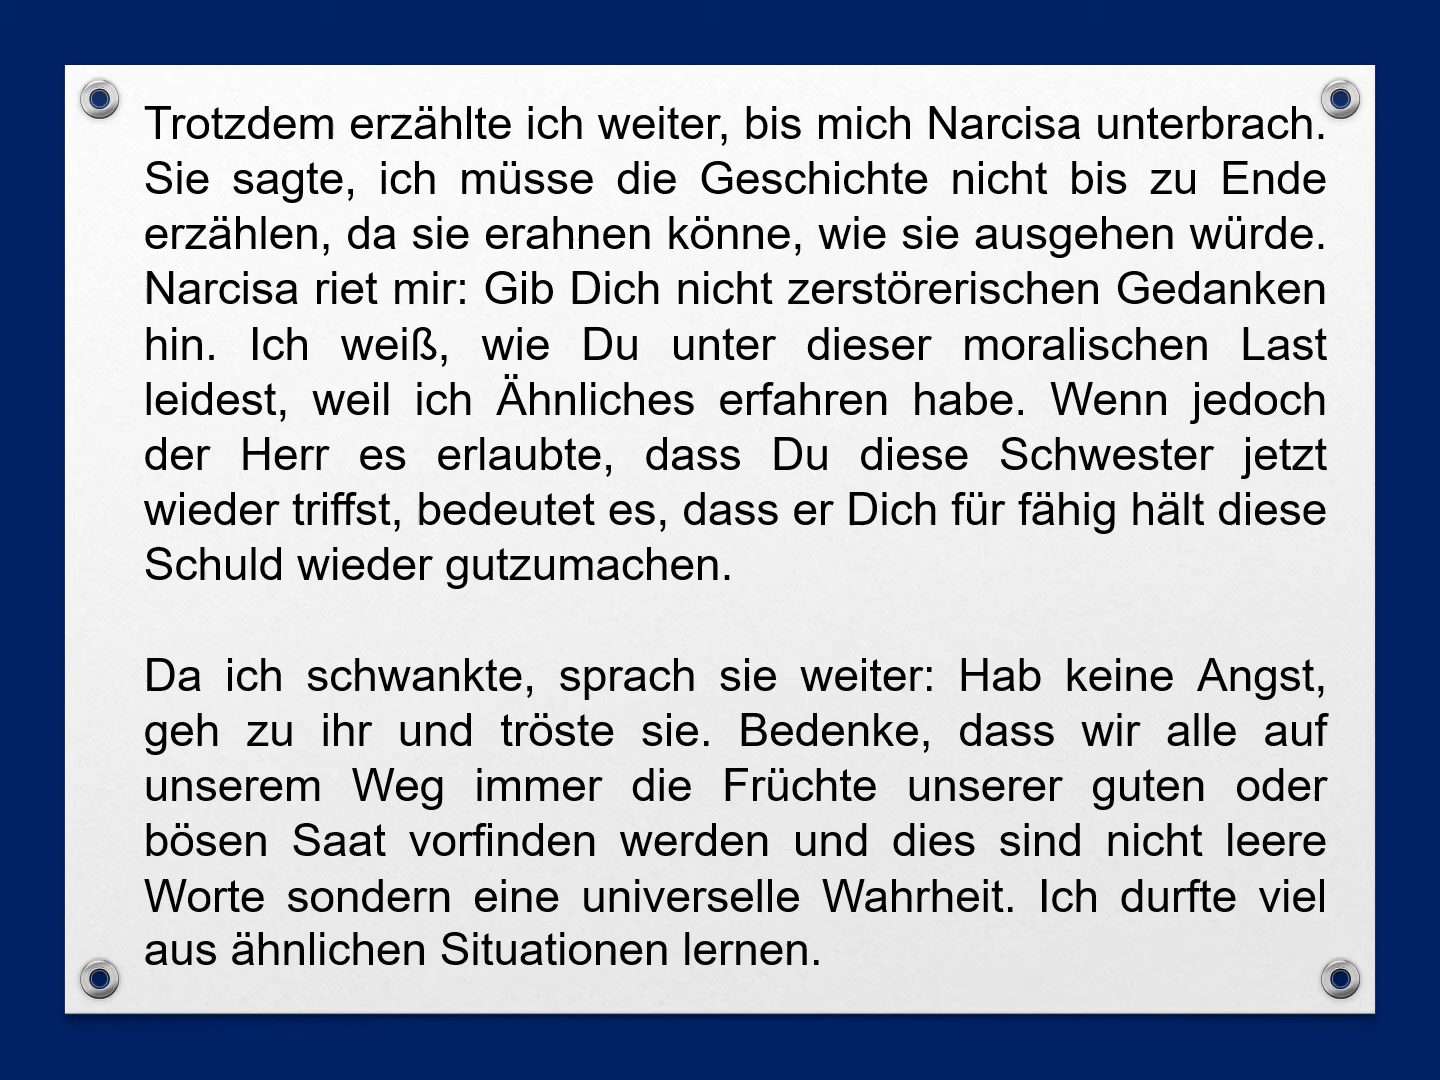 Trotzdem erzählte ich weiter, bis mich Narcisa unterbrach.
Sie sagte, ich müsse die Geschichte nicht bis zu Ende
erzählen, da sie erahnen könne, wie sie ausgehen würde.
Narcisa riet mir: Gib Dich nicht zerstörerischen Gedanken
hin. Ich weiß, wie Du unter dieser moralischen Last
leidest, weil ich Ähnliches erfahren habe. Wenn jedoch
der Herr es erlaubte, dass Du diese Schwester jetzt
wieder triffst, bedeutet es, dass er Dich für fähig hält diese
Schuld wieder gutzumachen.
Da ich schwankte, sprach sie weiter: Hab keine Angst,
geh zu ihr und tröste sie. Bedenke, dass wir alle auf
unserem Weg immer die Früchte unserer guten oder
bösen Saat vorfinden werden und dies sind nicht leere
Worte sondern eine universelle Wahrheit. Ich durfte viel
aus ähnlichen Situationen lernen.